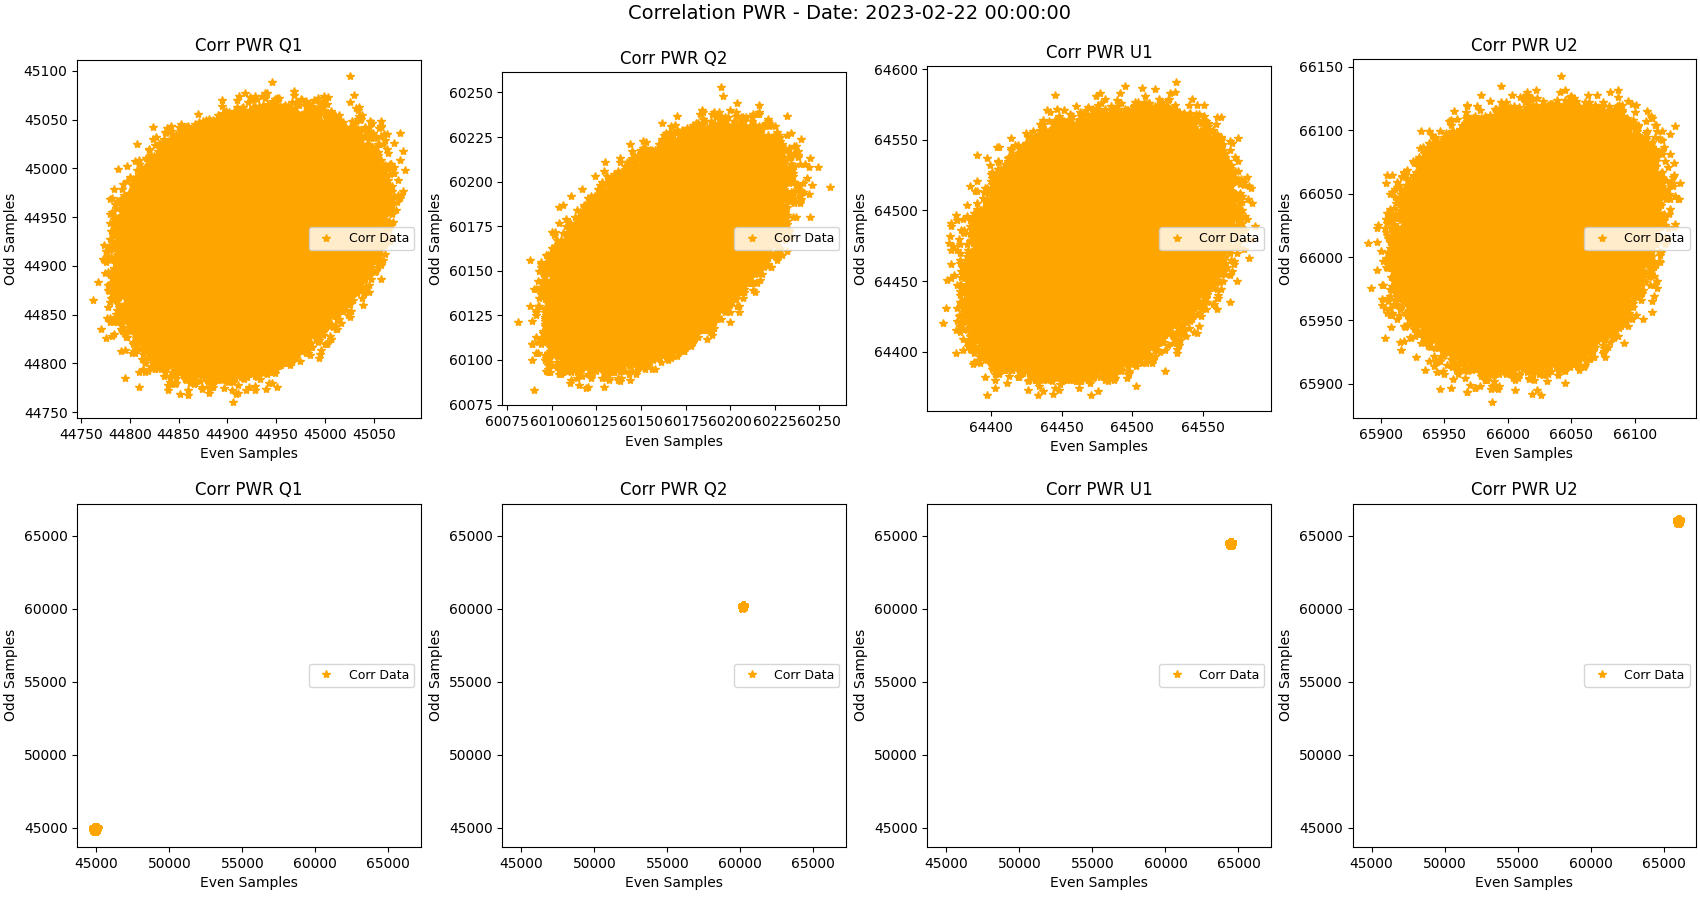 Correlation PWR - Date: 2023-02-22 00:00:00
Corr PWR Q1
45100
45050
45000
44950
44900
44850
44800
44750
Odd Samples
Corr Data
44750 44800 44850 44900 44950 45000 45050
Even Samples
Corr PWR Q2
60250
60225
60200
60175
60150
60125
60100
60075
Odd Samples
Corr Data
60075 60100 60125 60150 60175 60200 60225 60250
Even Samples
Corr PWR U1
64600
64550
64500
64450
64400
Odd Samples
Corr Data
64400 64450 64500 64550
Even Samples
Corr PWR U2
66150
66100
66050
66000
65950
65900
Odd Samples
Corr Data
65900 65950 66000 66050 66100
Even Samples
Corr PWR Q1
65000
60000
55000
50000
45000
Odd Samples
Corr Data
45000 50000 55000 60000 65000
Even Samples
Corr PWR Q2
65000
60000
55000
50000
45000
Odd Samples
Corr Data
45000 50000 55000 60000 65000
Even Samples
Corr PWR U1
65000
60000
55000
50000
45000
Odd Samples
Corr Data
45000 50000 55000 60000 65000
Even Samples
Corr PWR U2
65000
60000
55000
50000
45000
Odd Samples
Corr Data
45000 50000 55000 60000 65000
Even Samples